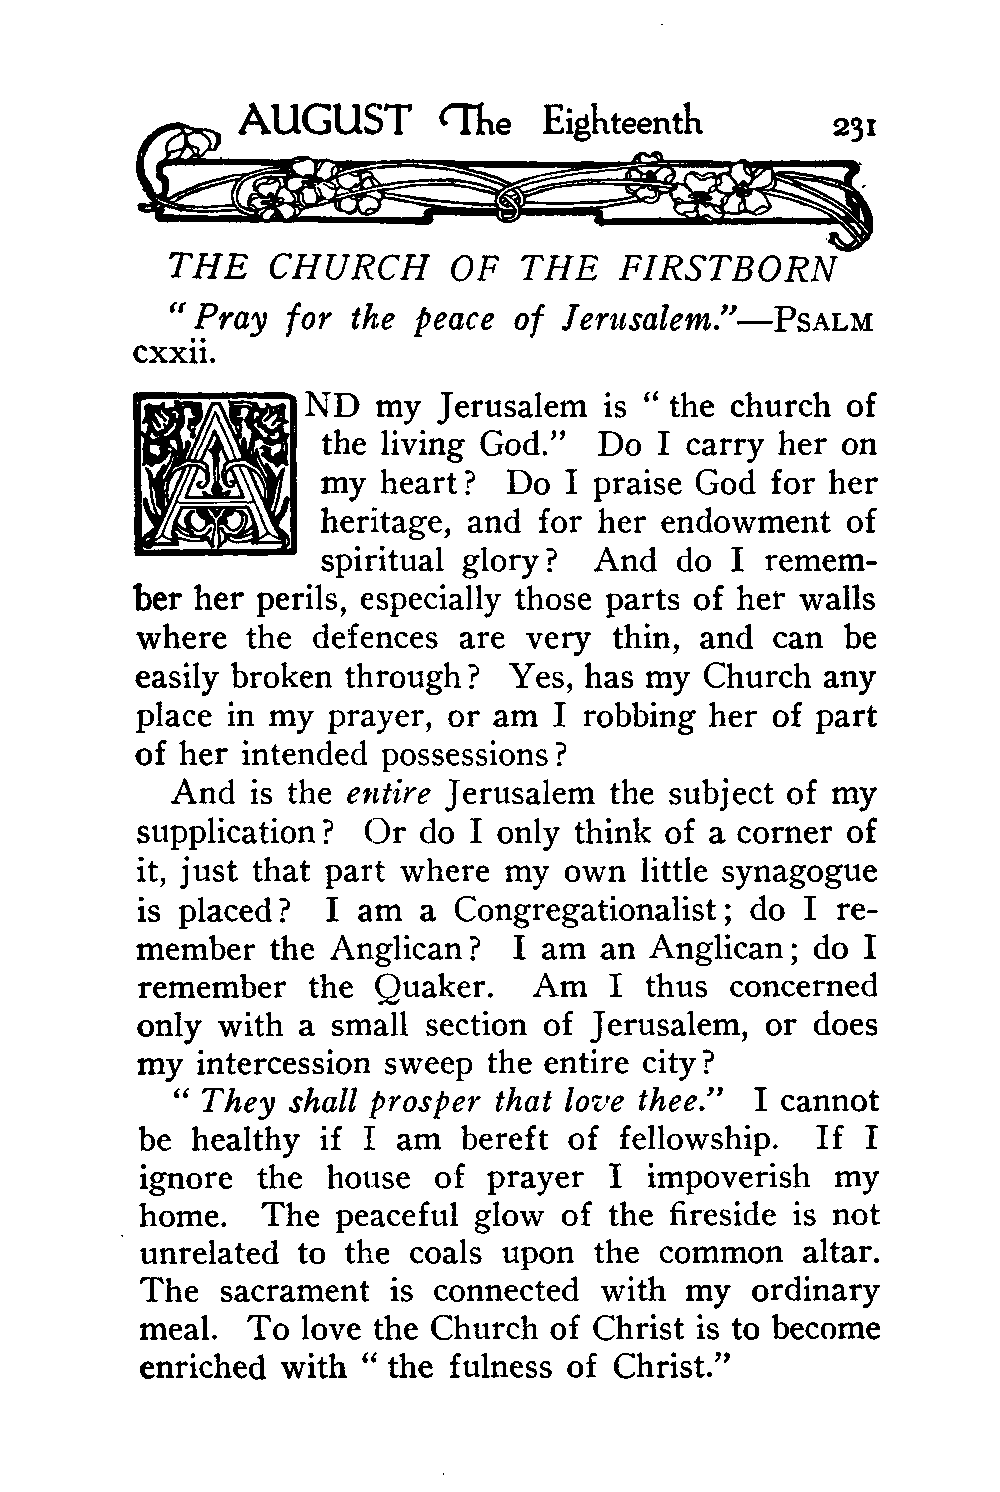 AUGUST The Eighteenth 231
THE CHURCH OF THE FIRSTBORN
“ Pray for the peace of Jerusalem.”—PSALM
cxxii.
AND my Jerusalem is “ the church of
the living God.” Do I carry her on
my heart? Do I praise God for her
heritage, and for her endowment of
spiritual glory? And do I remem-
ber her perils, especially those parts of her walls
where the defences are very thin, and can be
easily broken through? Yes, has my Church any
place in my prayer, or am I robbing her of part
of her intended possessions?
And is the entire Jerusalem the subject of my
supplication? Or do I only think of a corner of
it, just that part where my own little synagogue
is placed? I am a Congregationalist; do I re-
member the Anglican? I am an Anglican; do I
remember the Quaker. Am I thus concerned
only with a small section of Jerusalem, or does
my intercession sweep the entire city?
“ They shall prosper that love thee.” I cannot
be healthy if I am bereft of fellowship. If I
ignore the house of prayer I impoverish my
home. The peaceful glow of the fireside is not
unrelated to the coals upon the common altar.
The sacrament is connected with my ordinary
meal. To love the Church of Christ is to become
enriched with “ the fulness of Christ.”